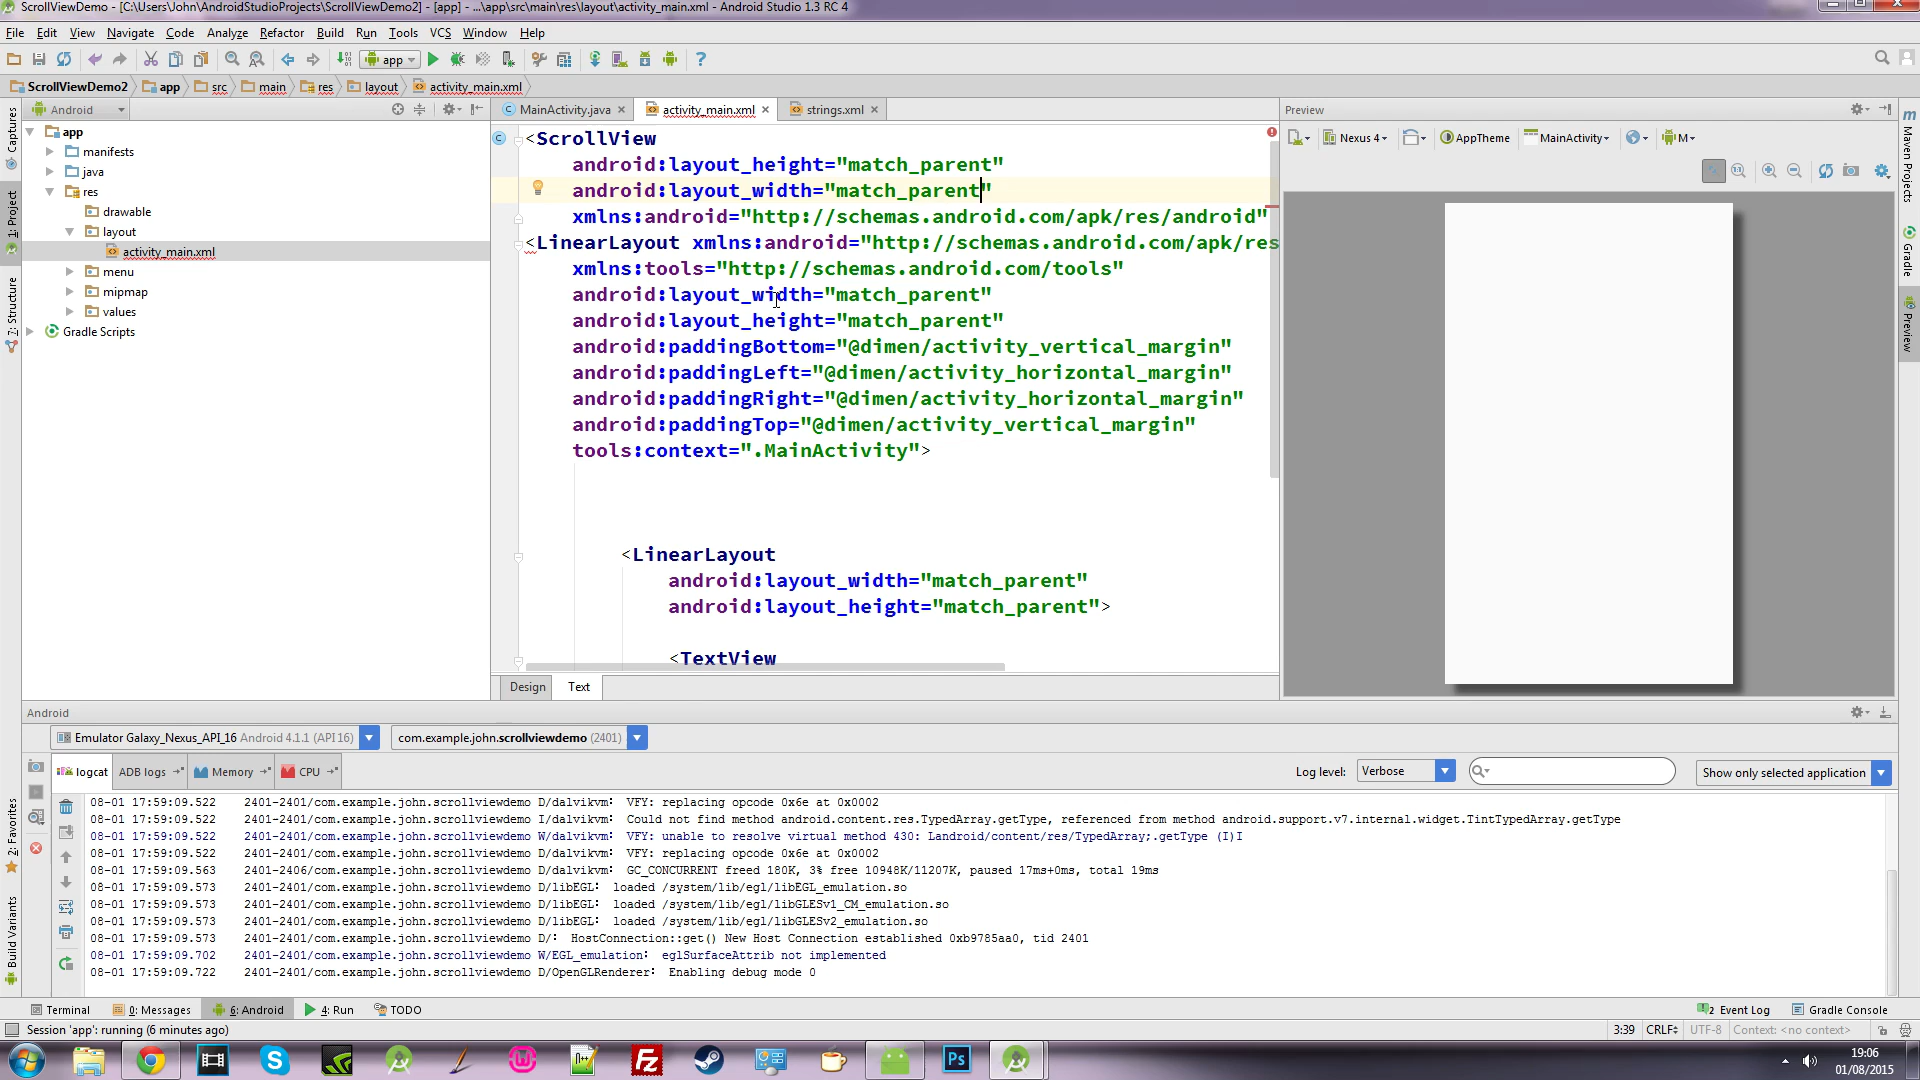 ScrollViewDemo - [C:\Users\John\AndroidStudioProjects\ScrollViewDemo2] - [app] - ...\app\src\main\res\layout\activity_main.xml - Android Studio 1.3 RC 4
File Edit View Navigate Code Analyze Refactor Build Run Tools VCS Window Help
app
ScrollViewDemo2 app src main res layout activity_main.xml
Android
MainActivity.java activity_main.xml strings.xml
Preview
Captures
1: Project
7: Structure
2: Favorites
Build Variants
app
manifests
java
res
drawable
layout
activity_main.xml
menu
mipmap
values
Gradle Scripts
<ScrollView
android:layout_height="match_parent"
android:layout_width="match_parent"
xmlns:android="http://schemas.android.com/apk/res/android"
<LinearLayout xmlns:android="http://schemas.android.com/apk/res
xmlns:tools="http://schemas.android.com/tools"
android:layout_width="match_parent"
android:layout_height="match_parent"
android:paddingBottom="@dimen/activity_vertical_margin"
android:paddingLeft="@dimen/activity_horizontal_margin"
android:paddingRight="@dimen/activity_horizontal_margin"
android:paddingTop="@dimen/activity_vertical_margin"
tools:context=".MainActivity">
<LinearLayout
android:layout_width="match_parent"
android:layout_height="match_parent">
<TextView
Design Text
Nexus 4 AppTheme MainActivity M
Maven Projects
Gradle
Preview
Android
Emulator Galaxy_Nexus_API_16 Android 4.1.1 (API 16) com.example.john.scrollviewdemo (2401)
logcat ADB logs Memory CPU Log level: Verbose Show only selected application
08-01 17:59:09.522 2401-2401/com.example.john.scrollviewdemo D/dalvikvm: VFY: replacing opcode 0x6e at 0x0002
08-01 17:59:09.522 2401-2401/com.example.john.scrollviewdemo I/dalvikvm: Could not find method android.content.res.TypedArray.getType, referenced from method android.support.v7.internal.widget.TintTypedArray.getType
08-01 17:59:09.522 2401-2401/com.example.john.scrollviewdemo W/dalvikvm: VFY: unable to resolve virtual method 430: Landroid/content/res/TypedArray;.getType (I)I
08-01 17:59:09.522 2401-2401/com.example.john.scrollviewdemo D/dalvikvm: VFY: replacing opcode 0x6e at 0x0002
08-01 17:59:09.563 2401-2406/com.example.john.scrollviewdemo D/dalvikvm: GC_CONCURRENT freed 180K, 3% free 10948K/11207K, paused 17ms+0ms, total 19ms
08-01 17:59:09.573 2401-2401/com.example.john.scrollviewdemo D/libEGL: loaded /system/lib/egl/libEGL_emulation.so
08-01 17:59:09.573 2401-2401/com.example.john.scrollviewdemo D/libEGL: loaded /system/lib/egl/libGLESv1_CM_emulation.so
08-01 17:59:09.573 2401-2401/com.example.john.scrollviewdemo D/libEGL: loaded /system/lib/egl/libGLESv2_emulation.so
08-01 17:59:09.573 2401-2401/com.example.john.scrollviewdemo D/: HostConnection::get() New Host Connection established 0xb9785aa0, tid 2401
08-01 17:59:09.702 2401-2401/com.example.john.scrollviewdemo W/EGL_emulation: eglSurfaceAttrib not implemented
08-01 17:59:09.722 2401-2401/com.example.john.scrollviewdemo D/OpenGLRenderer: Enabling debug mode 0
Terminal 0: Messages 6: Android 4: Run TODO 2 Event Log Gradle Console
Session 'app': running (6 minutes ago) 3:39 CRLF UTF-8 Context: <no context>
Ps
Fz
19:06
01/08/2015